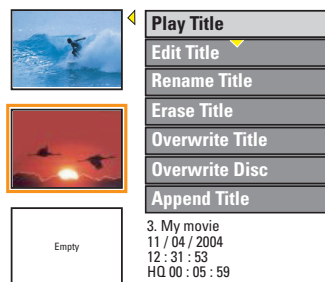 Play Title
Edit Title
Rename Title
Erase Title
Overwrite Title
Overwrite Disc
Append Title
Empty
3. My movie
11 / 04 / 2004
12 : 31 : 53
HQ 00 : 05 : 59